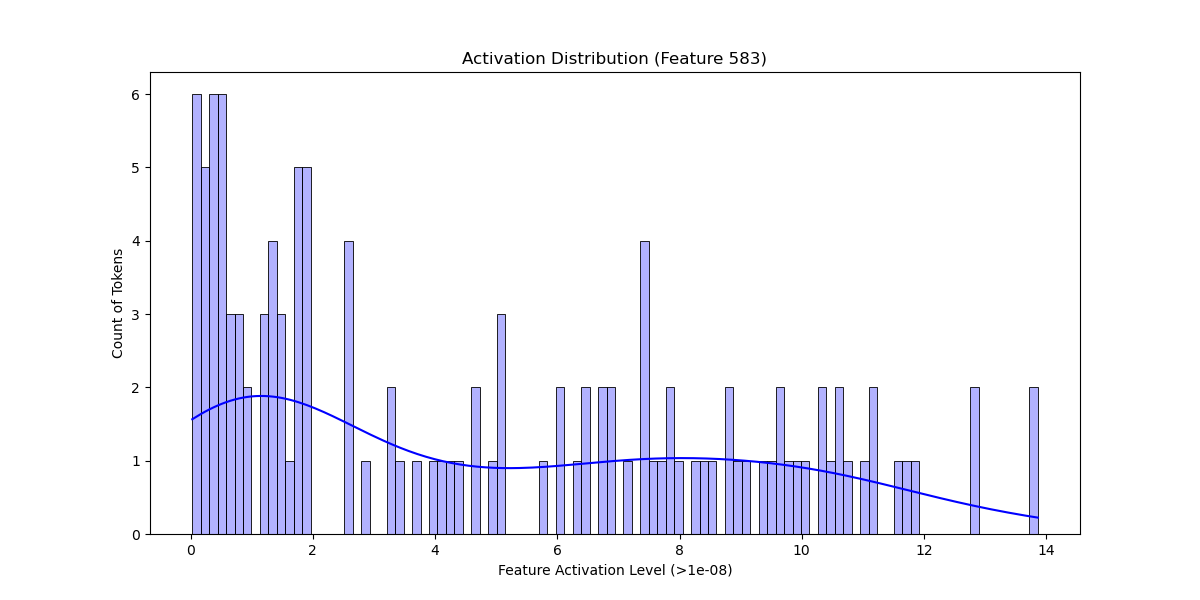 Activation Distribution (Feature 583)
Count of Tokens
6
5
4
3
2
1
0
0 2 4 6 8 10 12 14
Feature Activation Level (>1e-08)